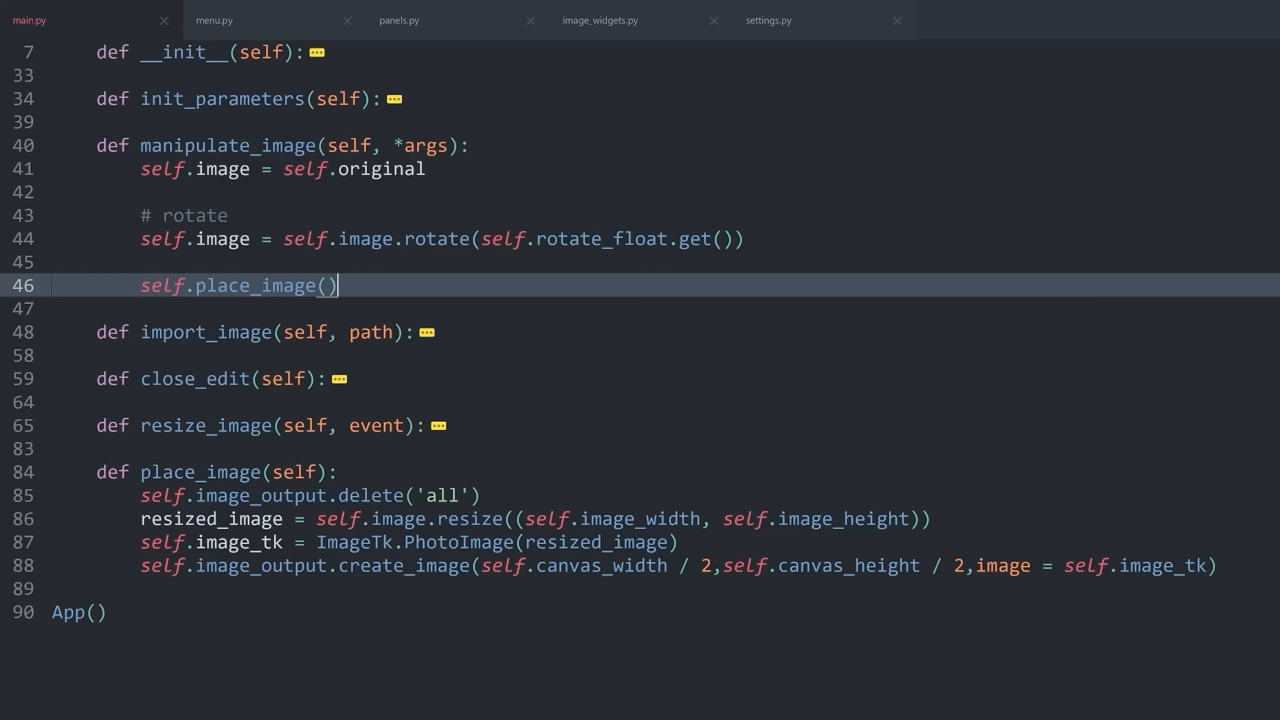 main.py menu.py panels.py image_widgets.py settings.py
7 def __init__(self):
33
34 def init_parameters(self):
39
40 def manipulate_image(self, *args):
41 self.image = self.original
42
43 # rotate
44 self.image = self.image.rotate(self.rotate_float.get())
45
46 self.place_image()
47
48 def import_image(self, path):
58
59 def close_edit(self):
64
65 def resize_image(self, event):
83
84 def place_image(self):
85 self.image_output.delete('all')
86 resized_image = self.image.resize((self.image_width, self.image_height))
87 self.image_tk = ImageTk.PhotoImage(resized_image)
88 self.image_output.create_image(self.canvas_width / 2,self.canvas_height / 2,image = self.image_tk)
89
90 App()